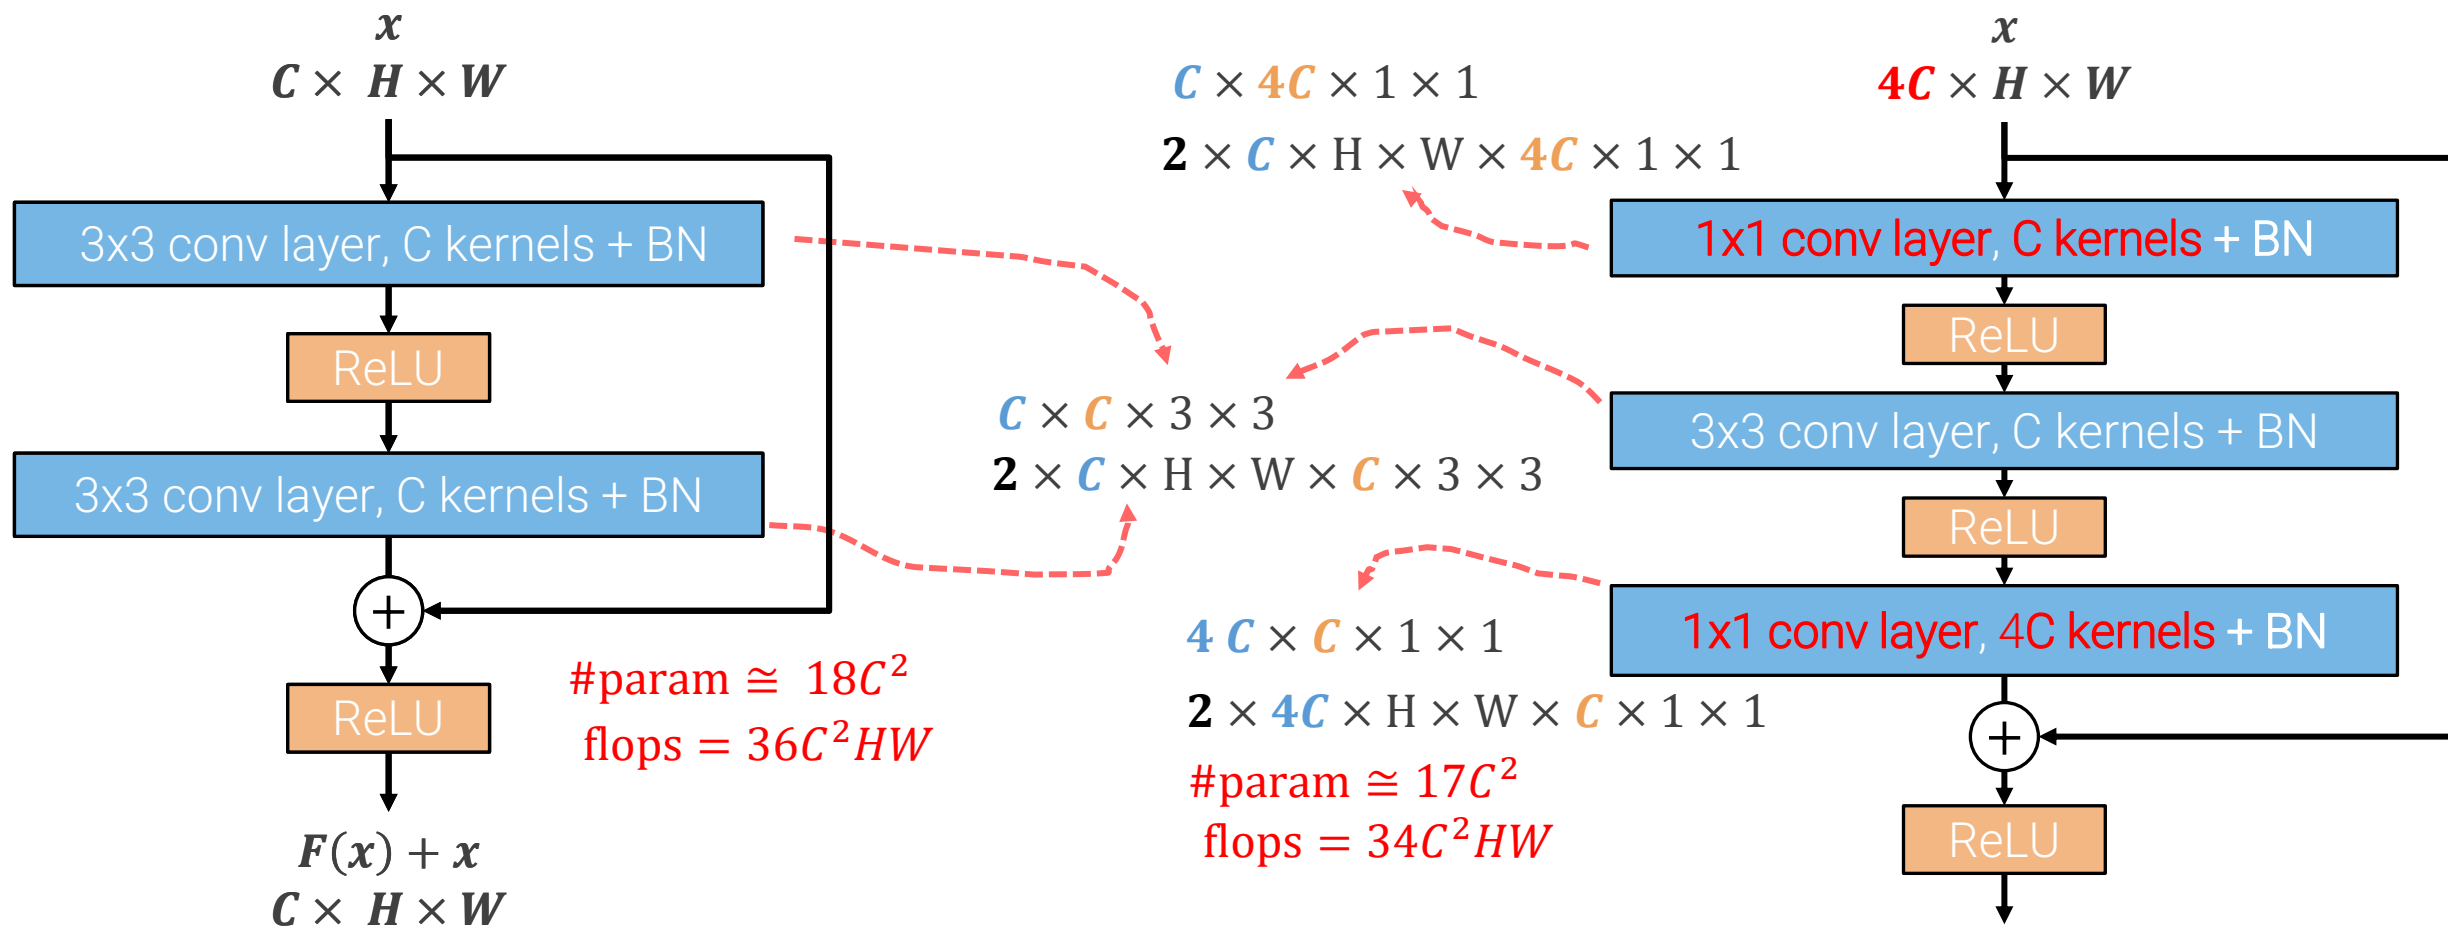 x
C × H × W
3x3 conv layer, C kernels + BN
ReLU
3x3 conv layer, C kernels + BN
+
ReLU
F(x) + x
C × H × W
#param ≅ 18C²
flops = 36C²HW
C × 4C × 1 × 1
2 × C × H × W × 4C × 1 × 1
C × C × 3 × 3
2 × C × H × W × C × 3 × 3
4 C × C × 1 × 1
2 × 4C × H × W × C × 1 × 1
#param ≅ 17C²
flops = 34C²HW
x
4C × H × W
1x1 conv layer, C kernels + BN
ReLU
3x3 conv layer, C kernels + BN
ReLU
1x1 conv layer, 4C kernels + BN
+
ReLU